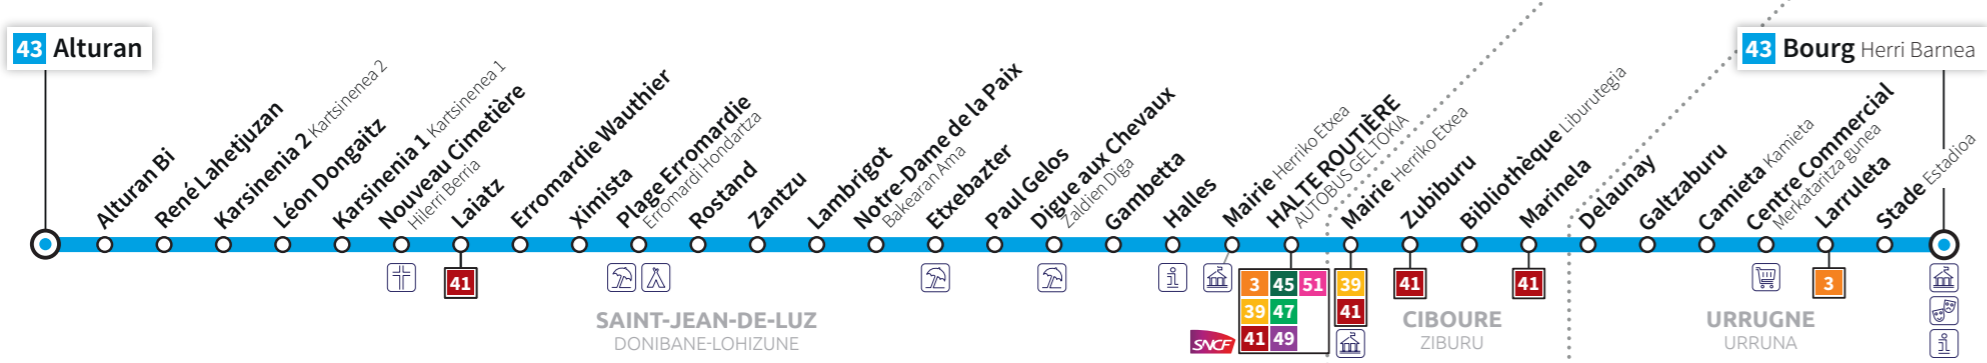 43 Alturan
43 Bourg Herri Barnea
Alturan Bi
René Lahetjuzan
Karsinenia 2 Kartsinenea 2
Léon Dongaitz
Karsinenia 1 Kartsinenea 1
Nouveau Cimetière
Hilerri Berria
Laiatz
Erromardie Wauthier
Ximista
Plage Erromardie
Erromardi Hondartza
Rostand
Zantzu
Lambrigot
Notre-Dame de la Paix
Bakearan Ama
Etxebazter
Paul Gelos
Digue aux Chevaux
Zaldien Diga
Gambetta
Halles
Mairie Herriko Etxea
HALTE ROUTIÈRE
AUTOBUS GELTOKIA
Mairie Herriko Etxea
Zubiburu
Bibliothèque Liburutegia
Marinela
Delaunay
Galtzaburu
Camieta Kamieta
Centre Commercial
Merkataritza gunea
Larruleta
Stade Estadioa
41
3 45 51
39 47
41 49
SNCF
39
41
41
41
3
SAINT-JEAN-DE-LUZ
DONIBANE-LOHIZUNE
CIBOURE
ZIBURU
URRUGNE
URRUNA